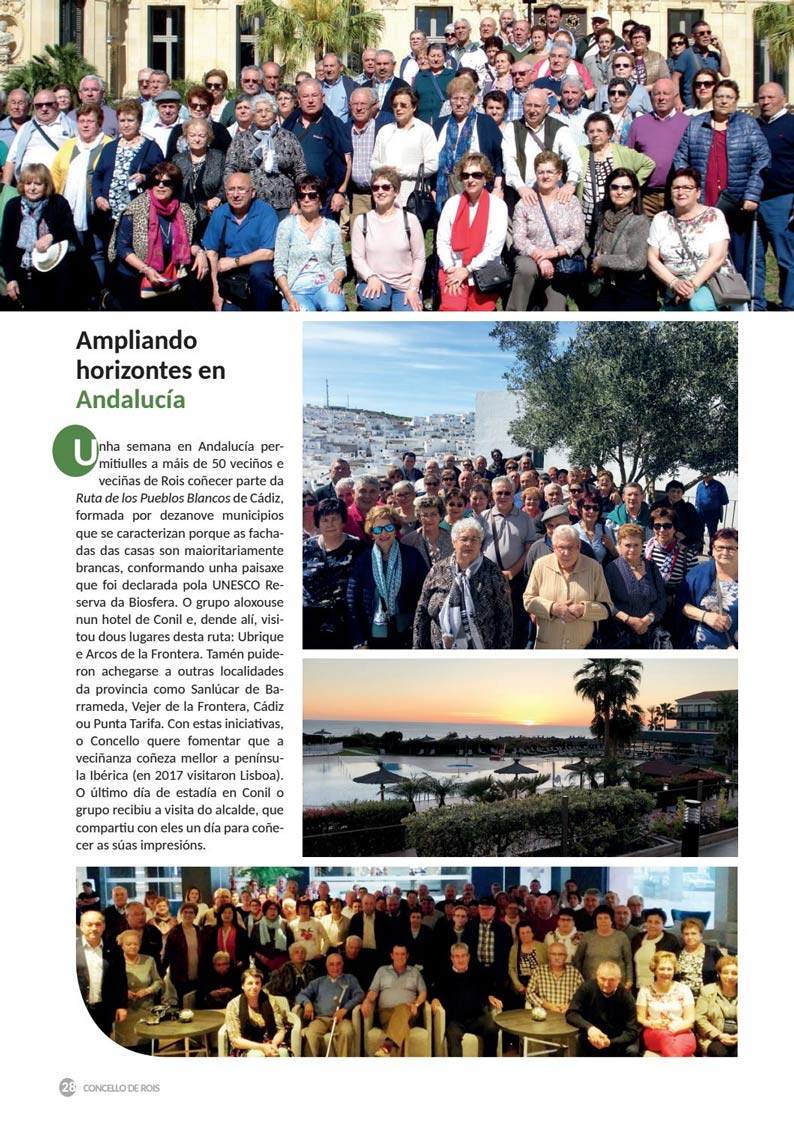 Ampliando
horizontes en
Andalucía
Unha semana en Andalucía per-
mitiulles a máis de 50 veciños e
veciñas de Rois coñecer parte da
Ruta de los Pueblos Blancos de Cádiz,
formada por dezanove municipios
que se caracterizan porque as facha-
das das casas son maioritariamente
brancas, conformando unha paisaxe
que foi declarada pola UNESCO Re-
serva da Biosfera. O grupo aloxouse
nun hotel de Conil e, dende alí, visi-
tou dous lugares desta ruta: Ubrique
e Arcos de la Frontera. Tamén puide-
ron achegarse a outras localidades
da provincia como Sanlúcar de Ba-
rrameda, Vejer de la Frontera, Cádiz
ou Punta Tarifa. Con estas iniciativas,
o Concello quere fomentar que a
veciñanza coñeza mellor a penínsu-
la Ibérica (en 2017 visitaron Lisboa).
O último día de estadía en Conil o
grupo recibiu a visita do alcalde, que
compartiu con eles un día para coñe-
cer as súas impresións.
28 CONCELLO DE ROIS